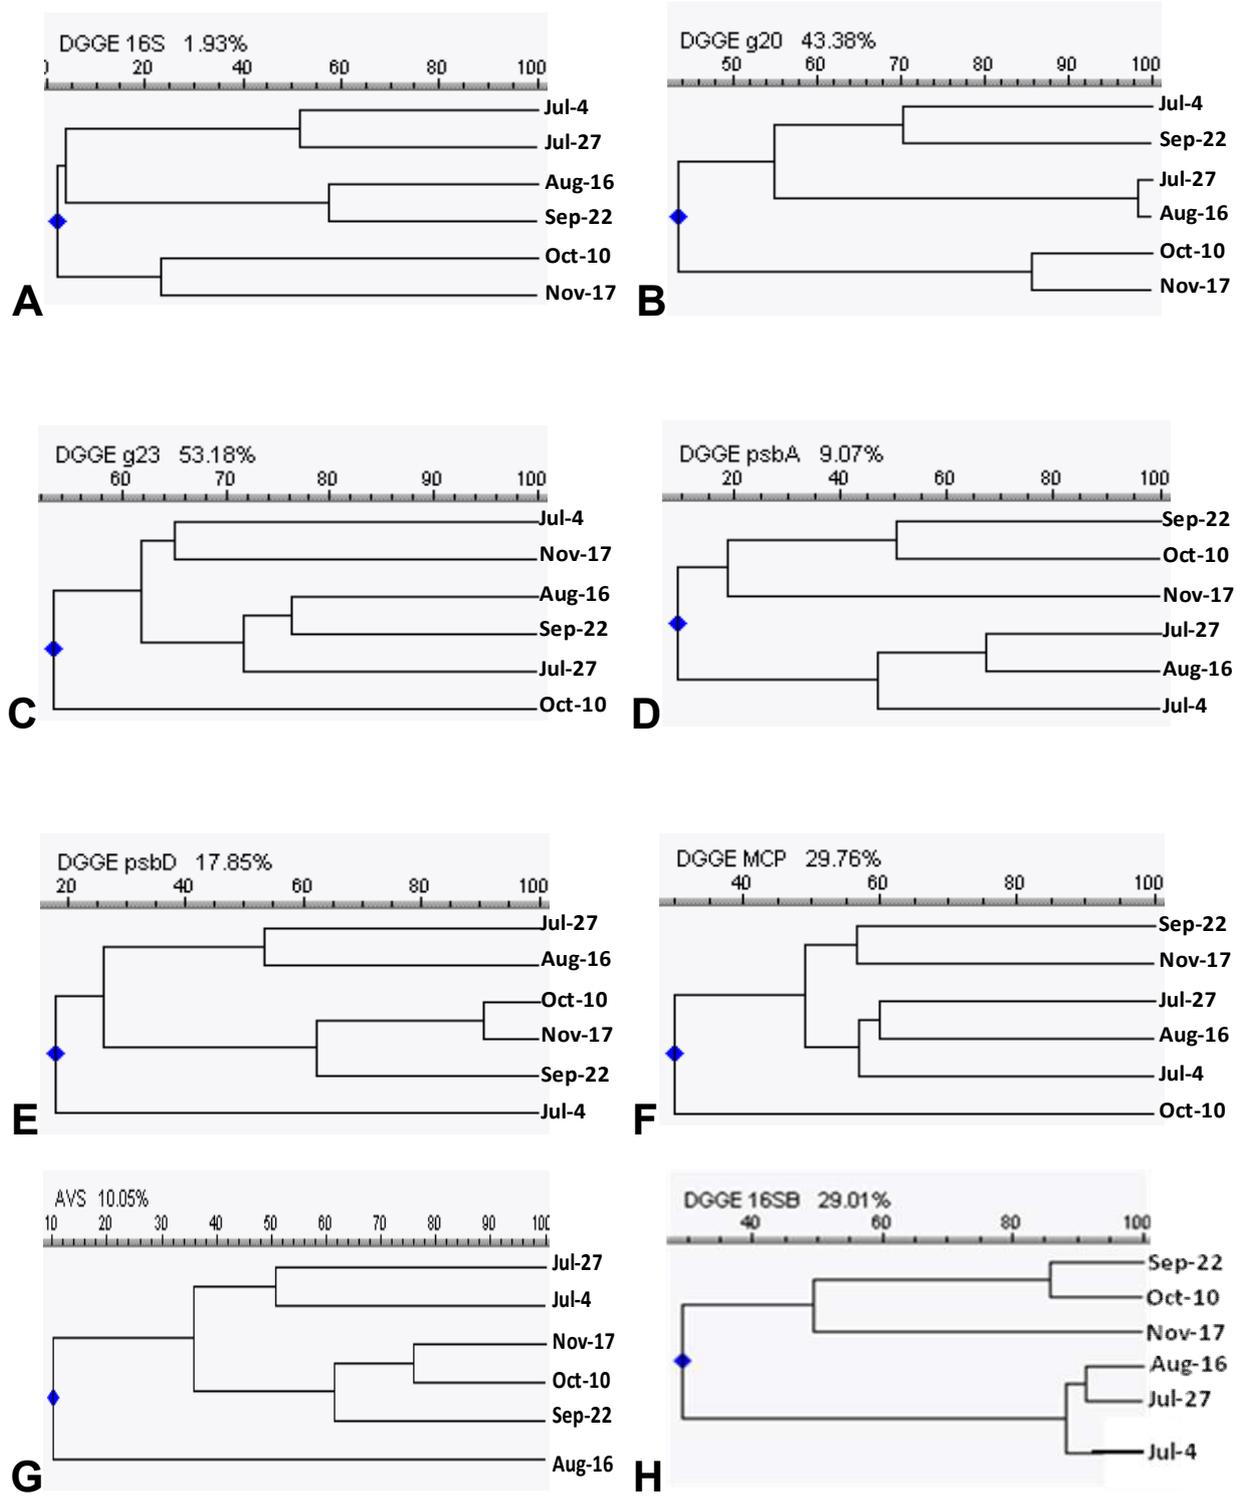 DGGE 16S 1.93%
0 20 40 60 80 100
Jul-4
Jul-27
Aug-16
Sep-22
Oct-10
Nov-17
A
DGGE g20 43.38%
50 60 70 80 90 100
Jul-4
Sep-22
Jul-27
Aug-16
Oct-10
Nov-17
B
DGGE g23 53.18%
60 70 80 90 100
Jul-4
Nov-17
Aug-16
Sep-22
Jul-27
Oct-10
C
DGGE psbA 9.07%
20 40 60 80 100
Sep-22
Oct-10
Nov-17
Jul-27
Aug-16
Jul-4
D
DGGE psbD 17.85%
20 40 60 80 100
Jul-27
Aug-16
Oct-10
Nov-17
Sep-22
Jul-4
E
DGGE MCP 29.76%
40 60 80 100
Sep-22
Nov-17
Jul-27
Aug-16
Jul-4
Oct-10
F
AVS 10.05%
10 20 30 40 50 60 70 80 90 100
Jul-27
Jul-4
Nov-17
Oct-10
Sep-22
Aug-16
G
DGGE 16SB 29.01%
40 60 80 100
Sep-22
Oct-10
Nov-17
Aug-16
Jul-27
Jul-4
H